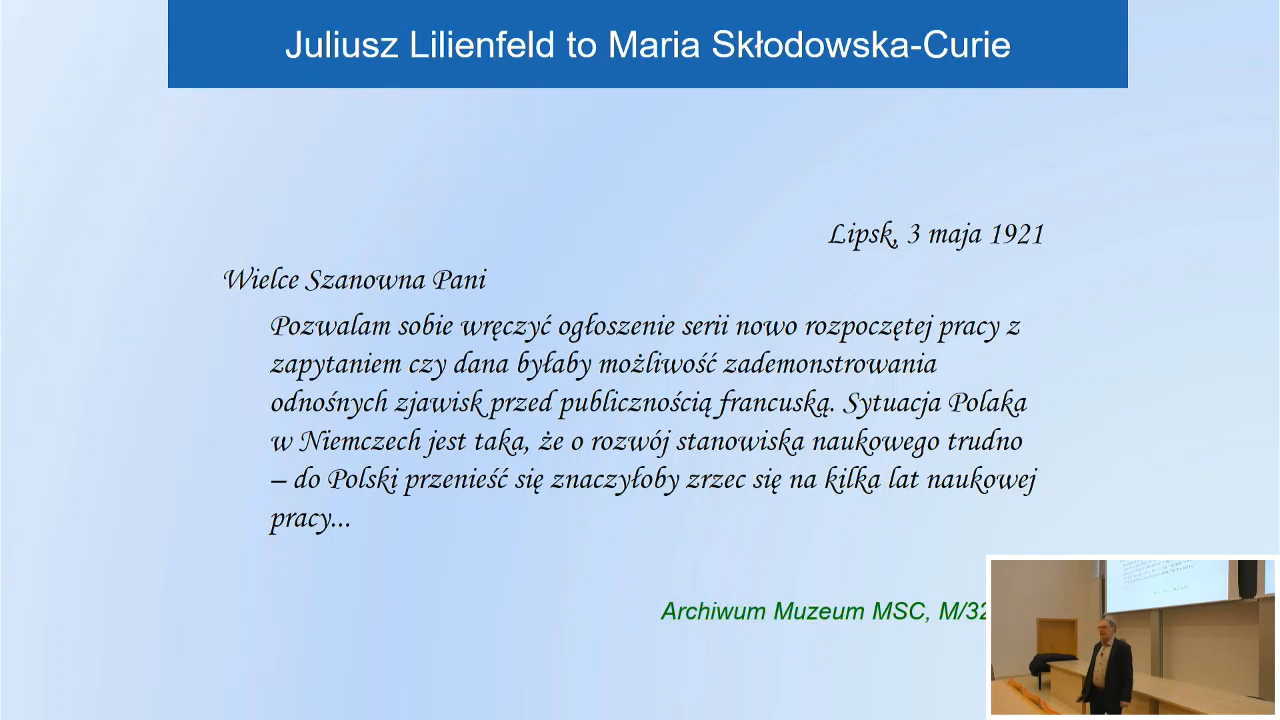 Juliusz Lilienfeld to Maria Skłodowska-Curie
Lipsk, 3 maja 1921
Wielce Szanowna Pani
Pozwalam sobie wręczyć ogłoszenie serii nowo rozpoczętej pracy z
zapytaniem czy dana byłaby możliwość zademonstrowania
odnośnych zjawisk przed publicznością francuską. Sytuacja Polaka
w Niemczech jest taka, że o rozwój stanowiska naukowego trudno
– do Polski przenieść się znaczyłoby zrzec się na kilka lat naukowej
pracy...
Archiwum Muzeum MSC,